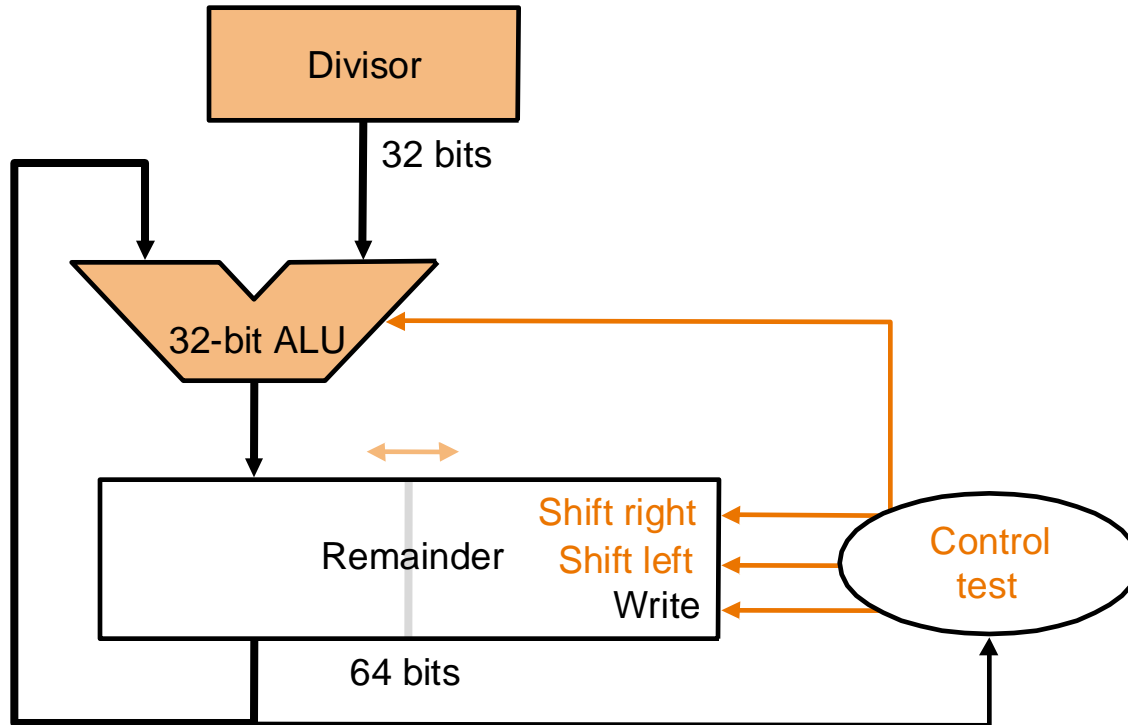 Divisor
32 bits
32-bit ALU
Shift right
Remainder
Shift left
Write
Control
test
64 bits